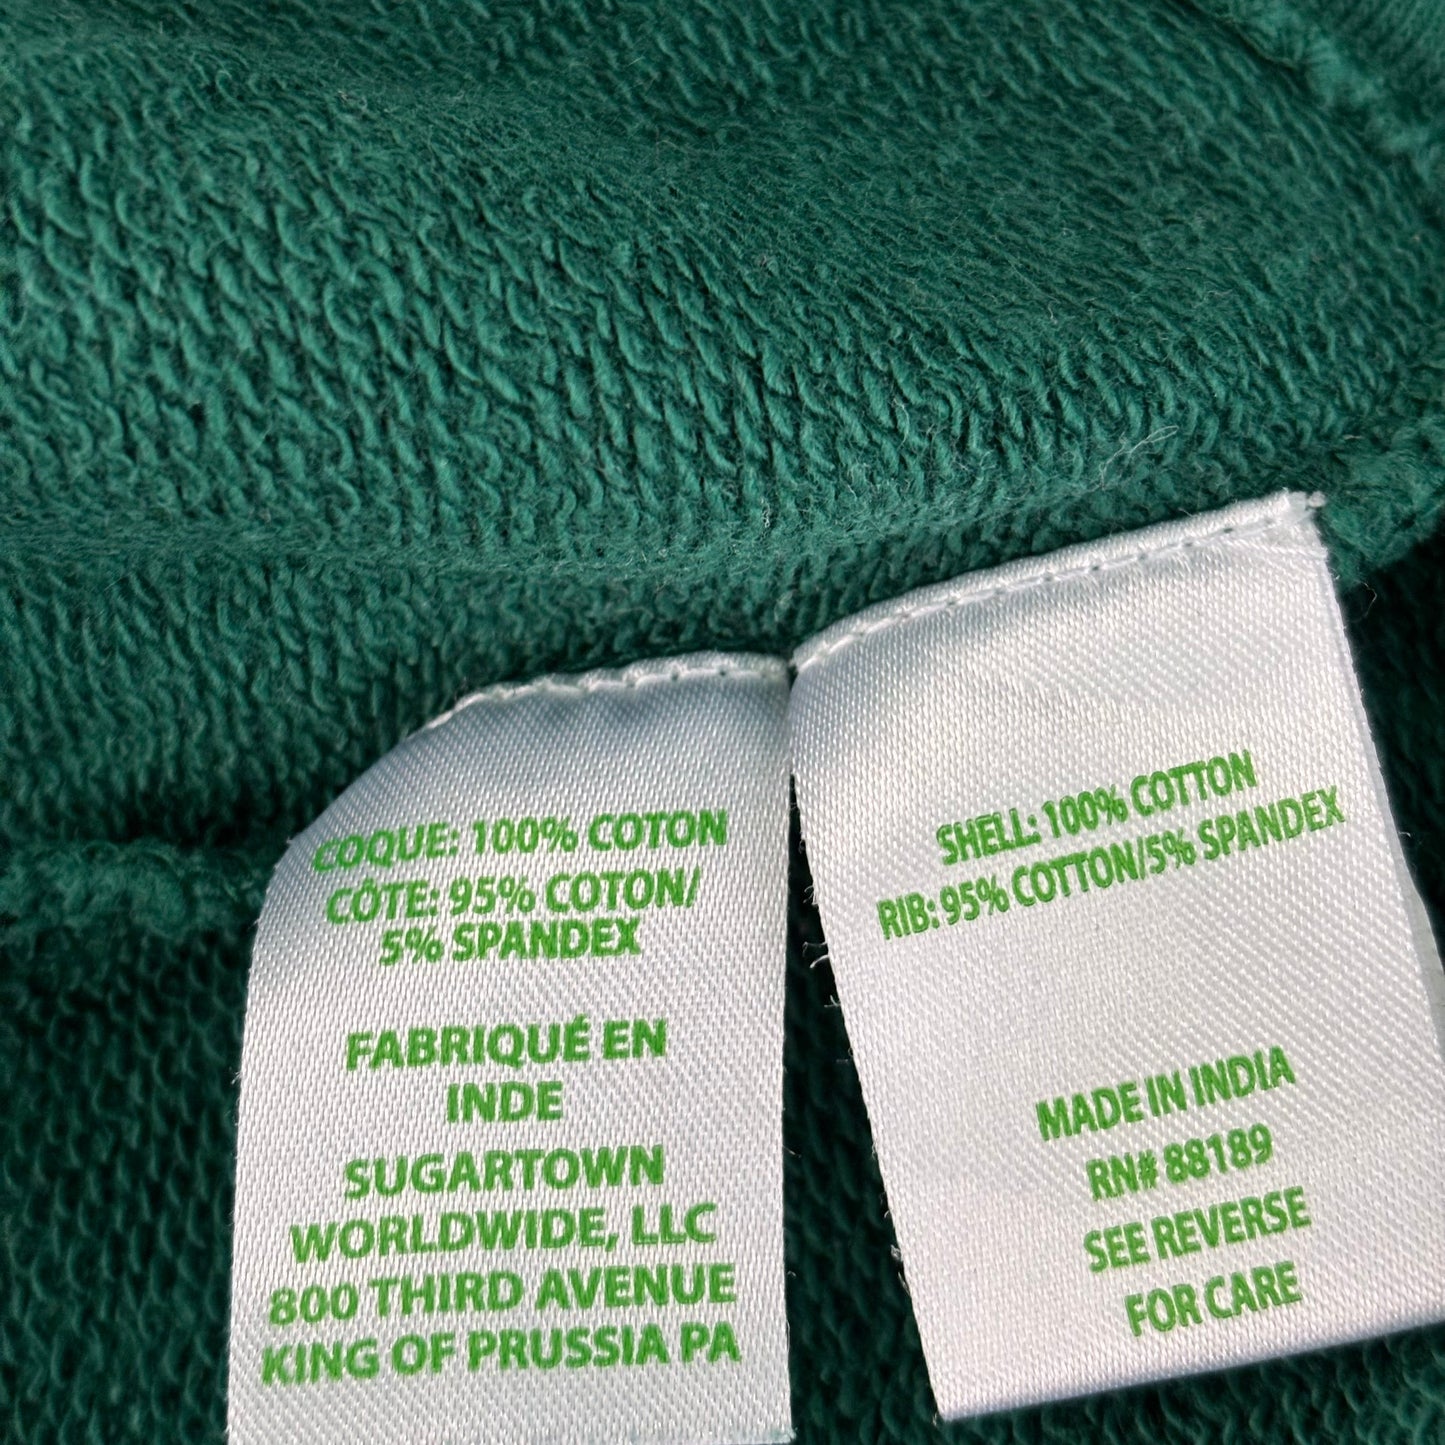 COQUE: 100% COTON
CÔTE: 95% COTON/
5% SPANDEX
FABRIQUÉ EN
INDE
SUGARTOWN
WORLDWIDE, LLC
800 THIRD AVENUE
KING OF PRUSSIA PA
SHELL: 100% COTTON
RIB: 95% COTTON/5% SPANDEX
MADE IN INDIA
RN# 88189
SEE REVERSE
FOR CARE